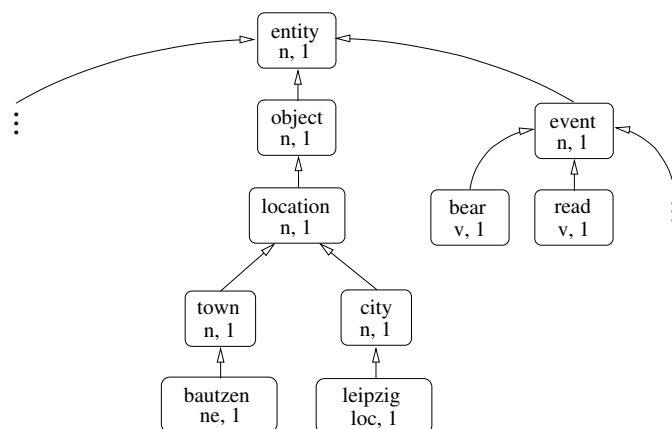 entity
n, 1
object
n, 1
event
n, 1
location
n, 1
bear
v, 1
read
v, 1
town
n, 1
city
n, 1
bautzen
ne, 1
leipzig
loc, 1